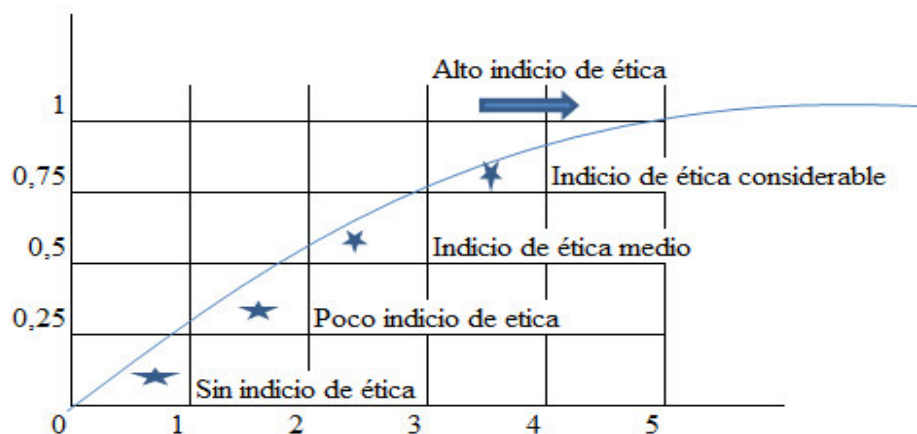 Alto indicio de ética
1
0,75
Indicio de ética considerable
0,5
Indicio de ética medio
0,25
Poco indicio de etica
Sin indicio de ética
0 1 2 3 4 5